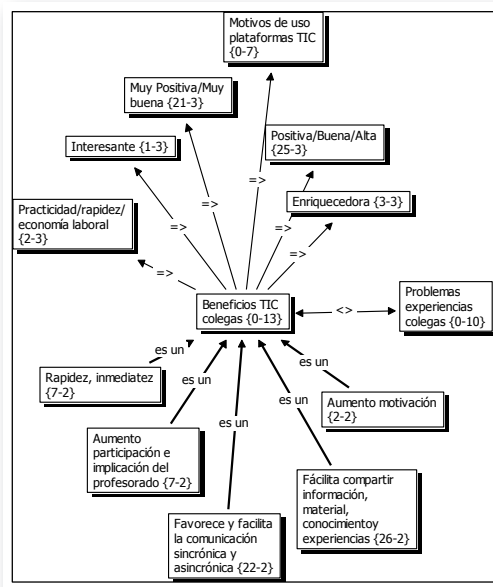 Motivos de uso
plataformas TIC
{0-7}
Muy Positiva/Muy
buena {21-3}
Positiva/Buena/Alta
{25-3}
Interesante {1-3}
Enriquecedora {3-3}
Practicidad/rapidez/
economía laboral
{2-3}
=>
=>
=>
=>
=>
=>
Beneficios TIC
colegas {0-13}
<>
Problemas
experiencias
colegas {0-10}
es un
es un
es un
es un
es un
Rapidez, inmediatez
{7-2}
Aumento motivación
{2-2}
Aumento
participación e
implicación del
profesorado {7-2}
Fácilita compartir
información,
material,
conocimientoy
experiencias {26-2}
Favorece y facilita
la comunicación
sincrónica y
asincrónica {22-2}